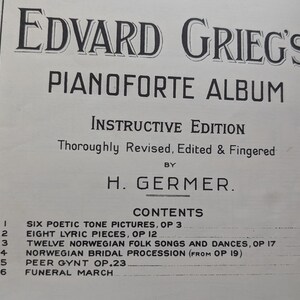 EDVARD GRIEG'S
PIANOFORTE ALBUM
INSTRUCTIVE EDITION
Thoroughly Revised, Edited & Fingered
BY
H. GERMER.
CONTENTS
1 SIX POETIC TONE PICTURES, OP 3
2 EIGHT LYRIC PIECES, OP 12
3 TWELVE NORWEGIAN FOLK SONGS AND DANCES, OP 17
4 NORWEGIAN BRIDAL PROCESSION (FROM OP 19)
5 PEER GYNT OP.23
6 FUNERAL MARCH